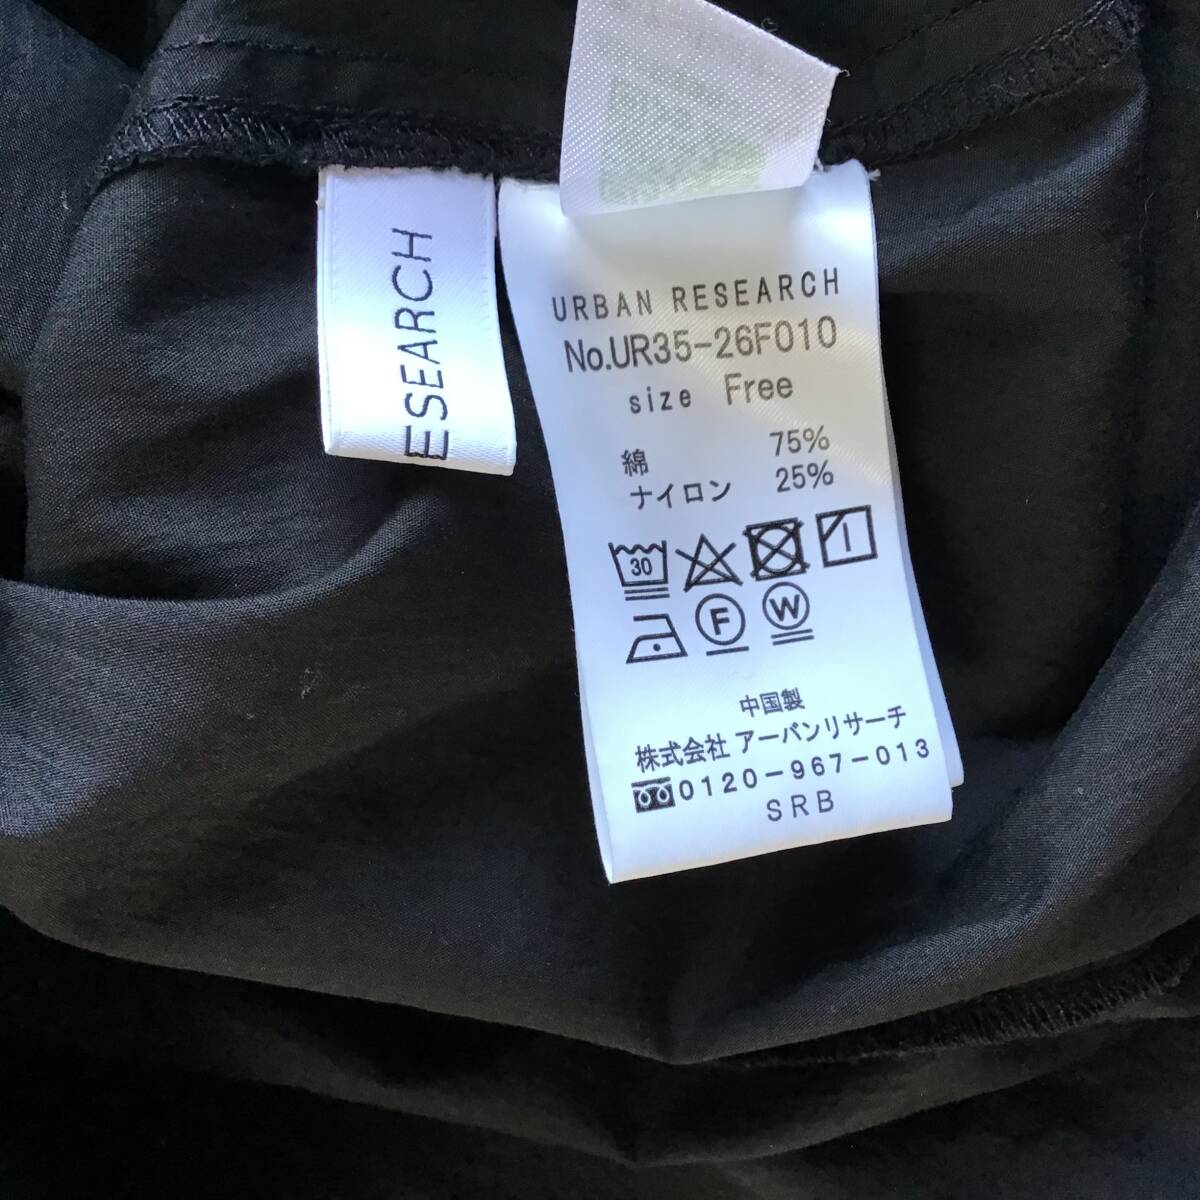 ESEARCH
URBAN RESEARCH
No.UR35-26F010
size Free
綿 75%
ナイロン 25%
30
F W
中国製
株式会社 アーバンリサーチ
0120-967-013
SRB